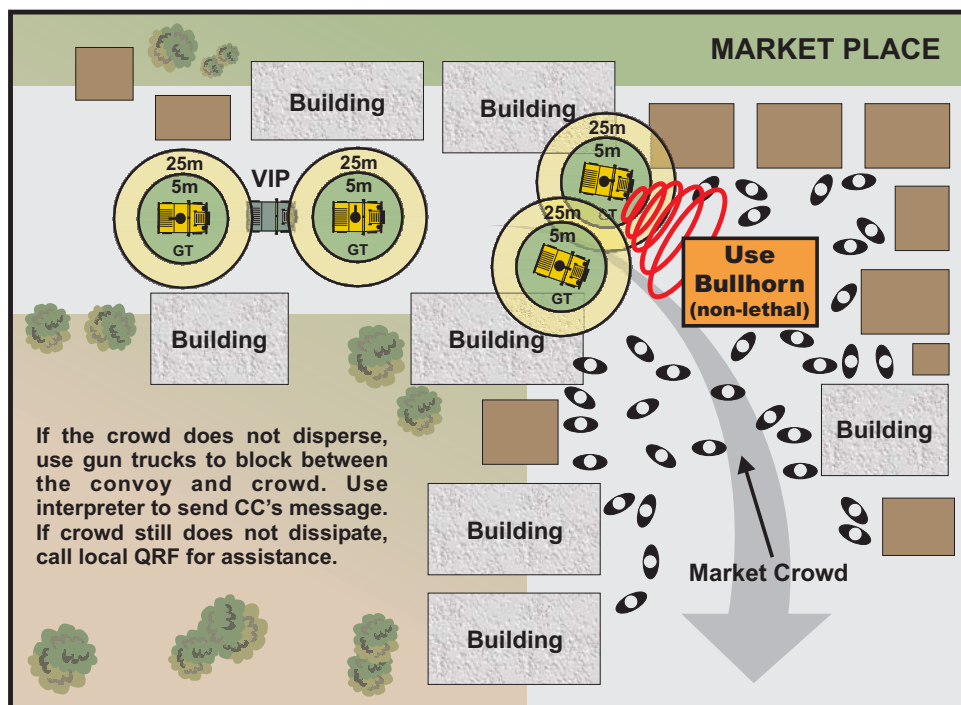 MARKET PLACE
Building
Building
25m
5m
GT
VIP
25m
5m
GT
25m
5m
GT
25m
5m
GT
Use
Bullhorn
(non-lethal)
Building
Building
Building
If the crowd does not disperse,
use gun trucks to block between
the convoy and crowd. Use
interpreter to send CC's message.
If crowd still does not dissipate,
call local QRF for assistance.
Building
Market Crowd
Building